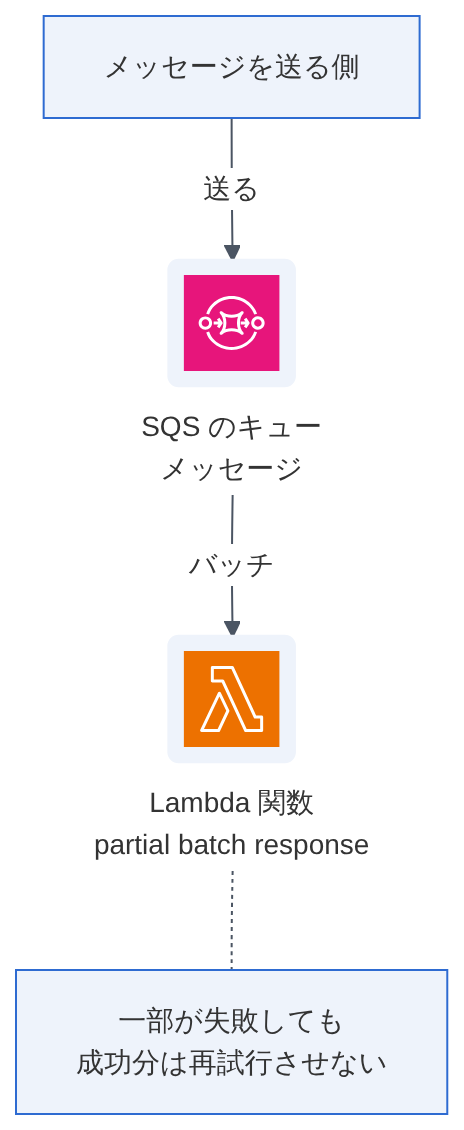 メッセージを送る側
送る
SQS のキュー
メッセージ
バッチ
Lambda 関数
partial batch response
一部が失敗しても
成功分は再試行させない